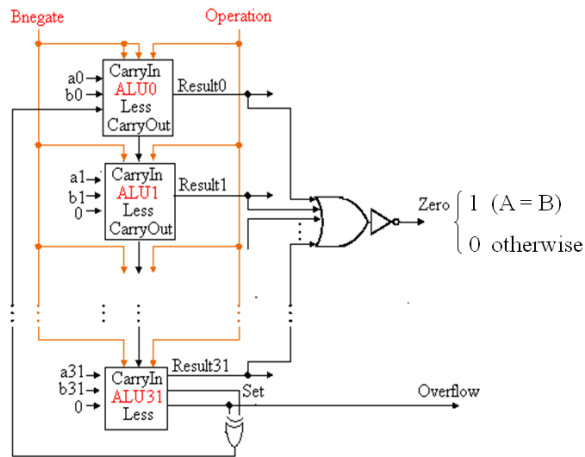 Bnegate
Operation
a0
b0
CarryIn
ALU0
Less
CarryOut
Result0
a1
b1
0
CarryIn
ALU1
Less
CarryOut
Result1
Zero
1 (A = B)
0 otherwise
a31
b31
0
CarryIn
ALU31
Less
Result31
Set
Overflow